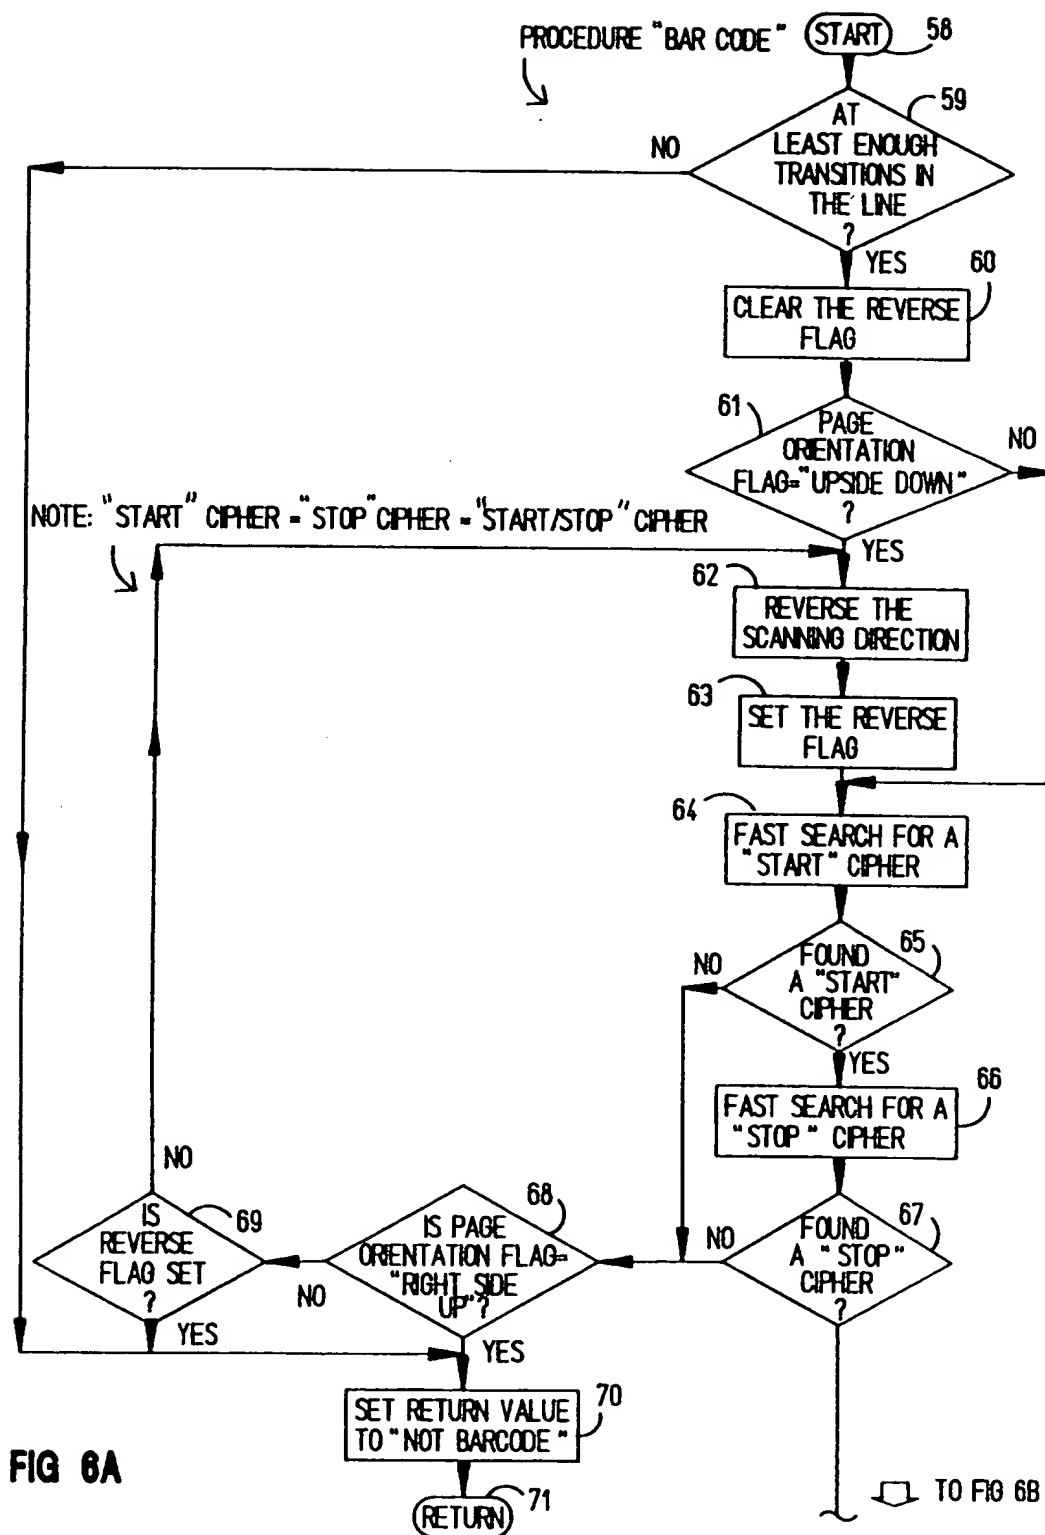 PROCEDURE "BAR CODE"
START
58
59
AT
LEAST ENOUGH
TRANSITIONS IN
THE LINE
?
NO
YES
60
CLEAR THE REVERSE
FLAG
61
PAGE
ORIENTATION
FLAG="UPSIDE DOWN"
?
NO
YES
NOTE: "START" CIPHER = "STOP" CIPHER = "START/STOP" CIPHER
62
REVERSE THE
SCANNING DIRECTION
63
SET THE REVERSE
FLAG
64
FAST SEARCH FOR A
"START" CIPHER
65
FOUND
A "START"
CIPHER
?
NO
YES
66
FAST SEARCH FOR A
"STOP" CIPHER
67
FOUND
A "STOP"
CIPHER
?
NO
68
IS PAGE
ORIENTATION FLAG=
"RIGHT SIDE
UP"?
NO
YES
69
IS
REVERSE
FLAG SET
?
NO
YES
70
SET RETURN VALUE
TO "NOT BARCODE"
71
RETURN
FIG 6A
TO FIG 6B